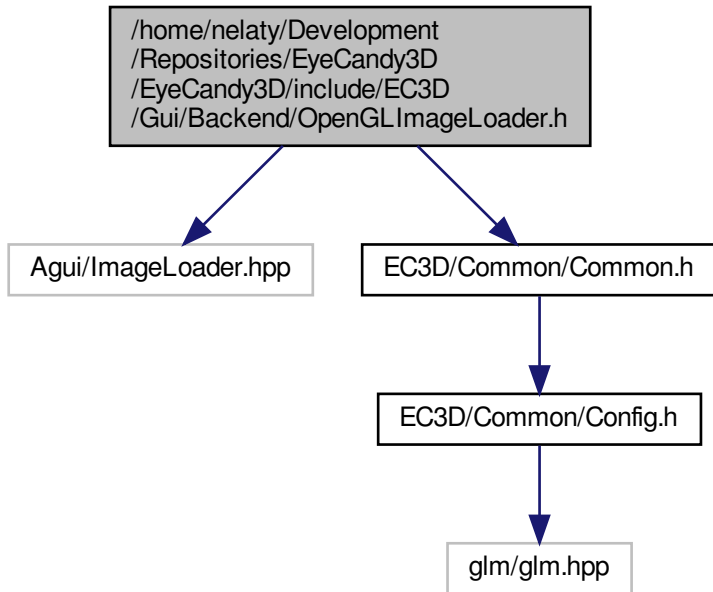 /home/nelaty/Development
/Repositories/EyeCandy3D
/EyeCandy3D/include/EC3D
/Gui/Backend/OpenGLImageLoader.h
Agui/ImageLoader.hpp
EC3D/Common/Common.h
EC3D/Common/Config.h
glm/glm.hpp